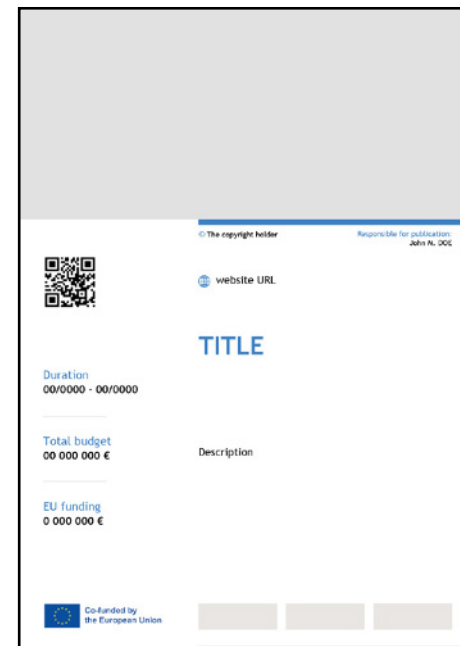 © The copyright holder
Responsible for publication:
John M. DOE
website URL
TITLE
Duration
00/0000 - 00/0000
Total budget
00 000 000 €
Description
EU funding
0 000 000 €
Co-funded by
the European Union